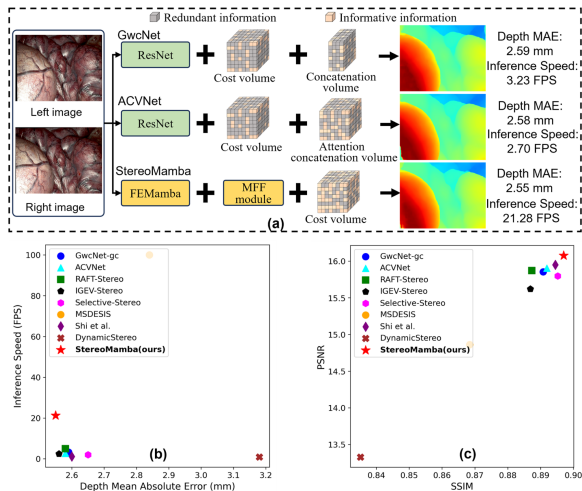 Redundant information
Informative information
GwcNet
ResNet
Cost volume
Concatenation volume
Depth MAE:
2.59 mm
Inference Speed:
3.23 FPS
Left image
ACVNet
ResNet
Cost volume
Attention concatenation volume
Depth MAE:
2.58 mm
Inference Speed:
2.70 FPS
Right image
StereoMamba
FEMamba
MFF module
Cost volume
Depth MAE:
2.55 mm
Inference Speed:
21.28 FPS
(a)
Inference Speed (FPS)
100
80
60
40
20
0
GwcNet-gc
ACVNet
RAFT-Stereo
IGEV-Stereo
Selective-Stereo
MSDESIS
Shi et al.
DynamicStereo
StereoMamba(ours)
(b)
2.6 2.7 2.8 2.9 3.0 3.1 3.2
Depth Mean Absolute Error (mm)
PSNR
16.0
15.5
15.0
14.5
14.0
13.5
GwcNet-gc
ACVNet
RAFT-Stereo
IGEV-Stereo
Selective-Stereo
MSDESIS
Shi et al.
DynamicStereo
StereoMamba(ours)
(c)
0.84 0.85 0.86 0.87 0.88 0.89 0.90
SSIM